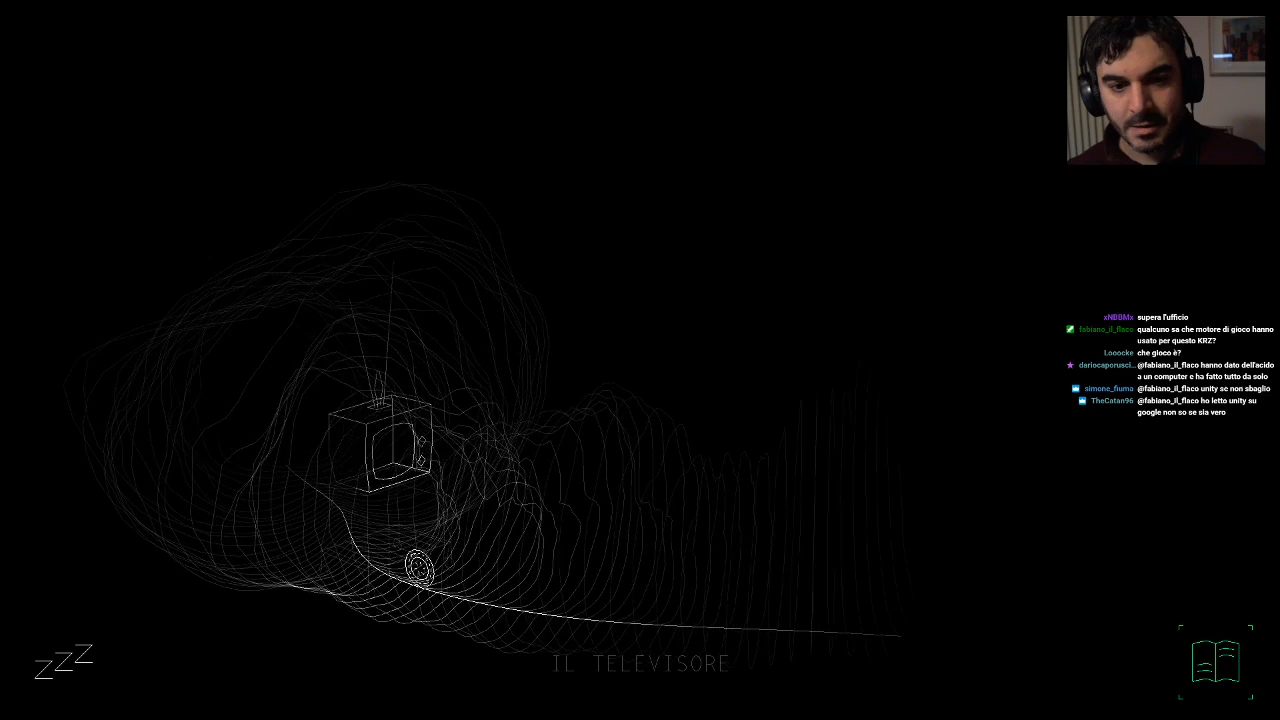 xNBBMx supera l'ufficio
fabiano_il_flaco qualcuno sa che motore di gioco hanno
usato per questo KRZ?
Looocke che gioco è?
dariocaporusci... @fabiano_il_flaco hanno dato dell'acido
a un computer e ha fatto tutto da solo
simone_fiuma @fabiano_il_flaco unity se non sbaglio
TheCatan96 @fabiano_il_flaco ho letto unity su
google non so se sia vero
ZZZ
IL TELEVISORE